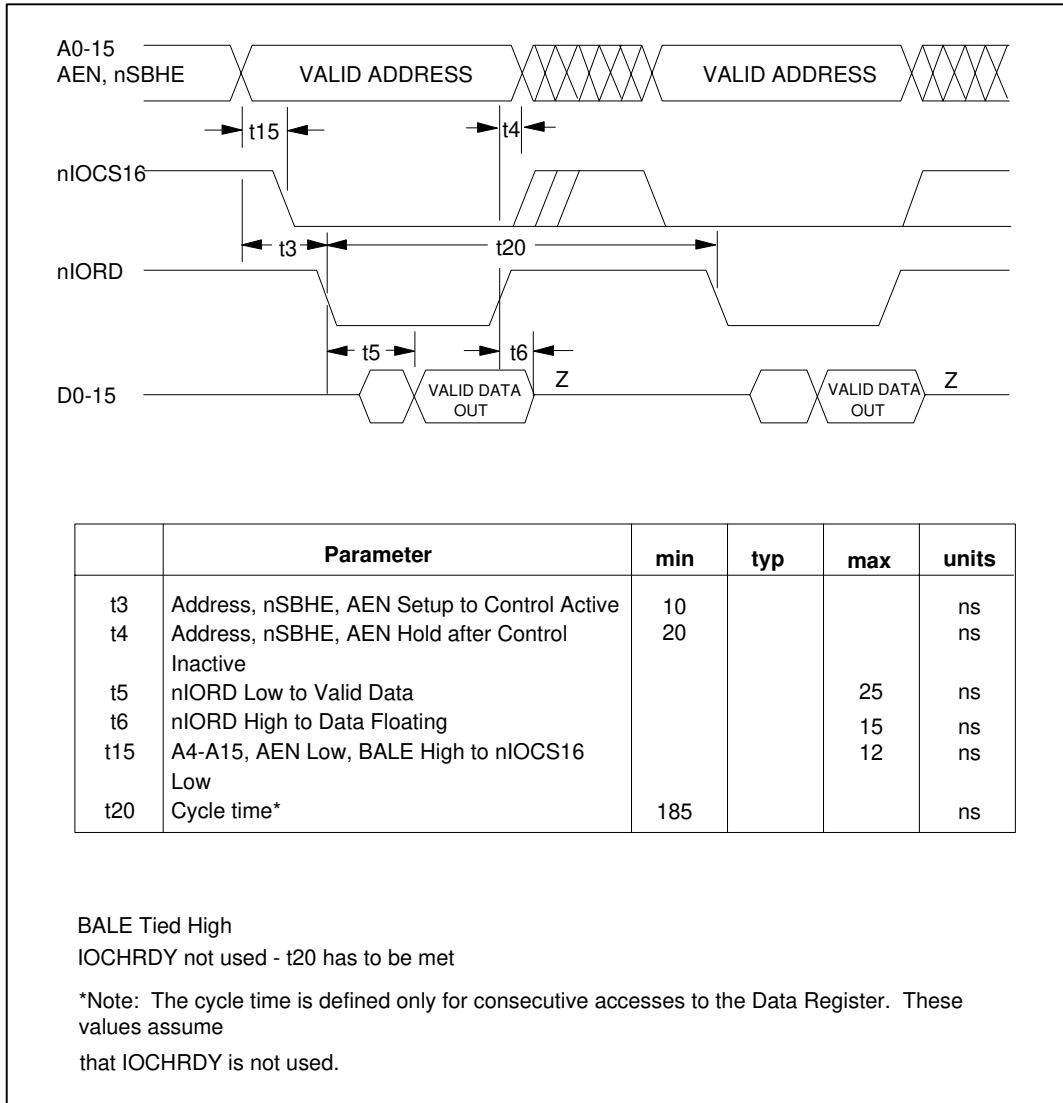 A0-15
AEN, nSBHE
VALID ADDRESS
VALID ADDRESS
t15
t4
nIOCS16
t3
t20
nIORD
t5
t6
D0-15
VALID DATA
OUT
Z
VALID DATA
OUT
Z
Parameter min typ max units
t3 Address, nSBHE, AEN Setup to Control Active 10 ns
t4 Address, nSBHE, AEN Hold after Control 20 ns
Inactive
t5 nIORD Low to Valid Data 25 ns
t6 nIORD High to Data Floating 15 ns
t15 A4-A15, AEN Low, BALE High to nIOCS16 12 ns
Low
t20 Cycle time* 185 ns
BALE Tied High
IOCHRDY not used - t20 has to be met
*Note: The cycle time is defined only for consecutive accesses to the Data Register. These
values assume
that IOCHRDY is not used.